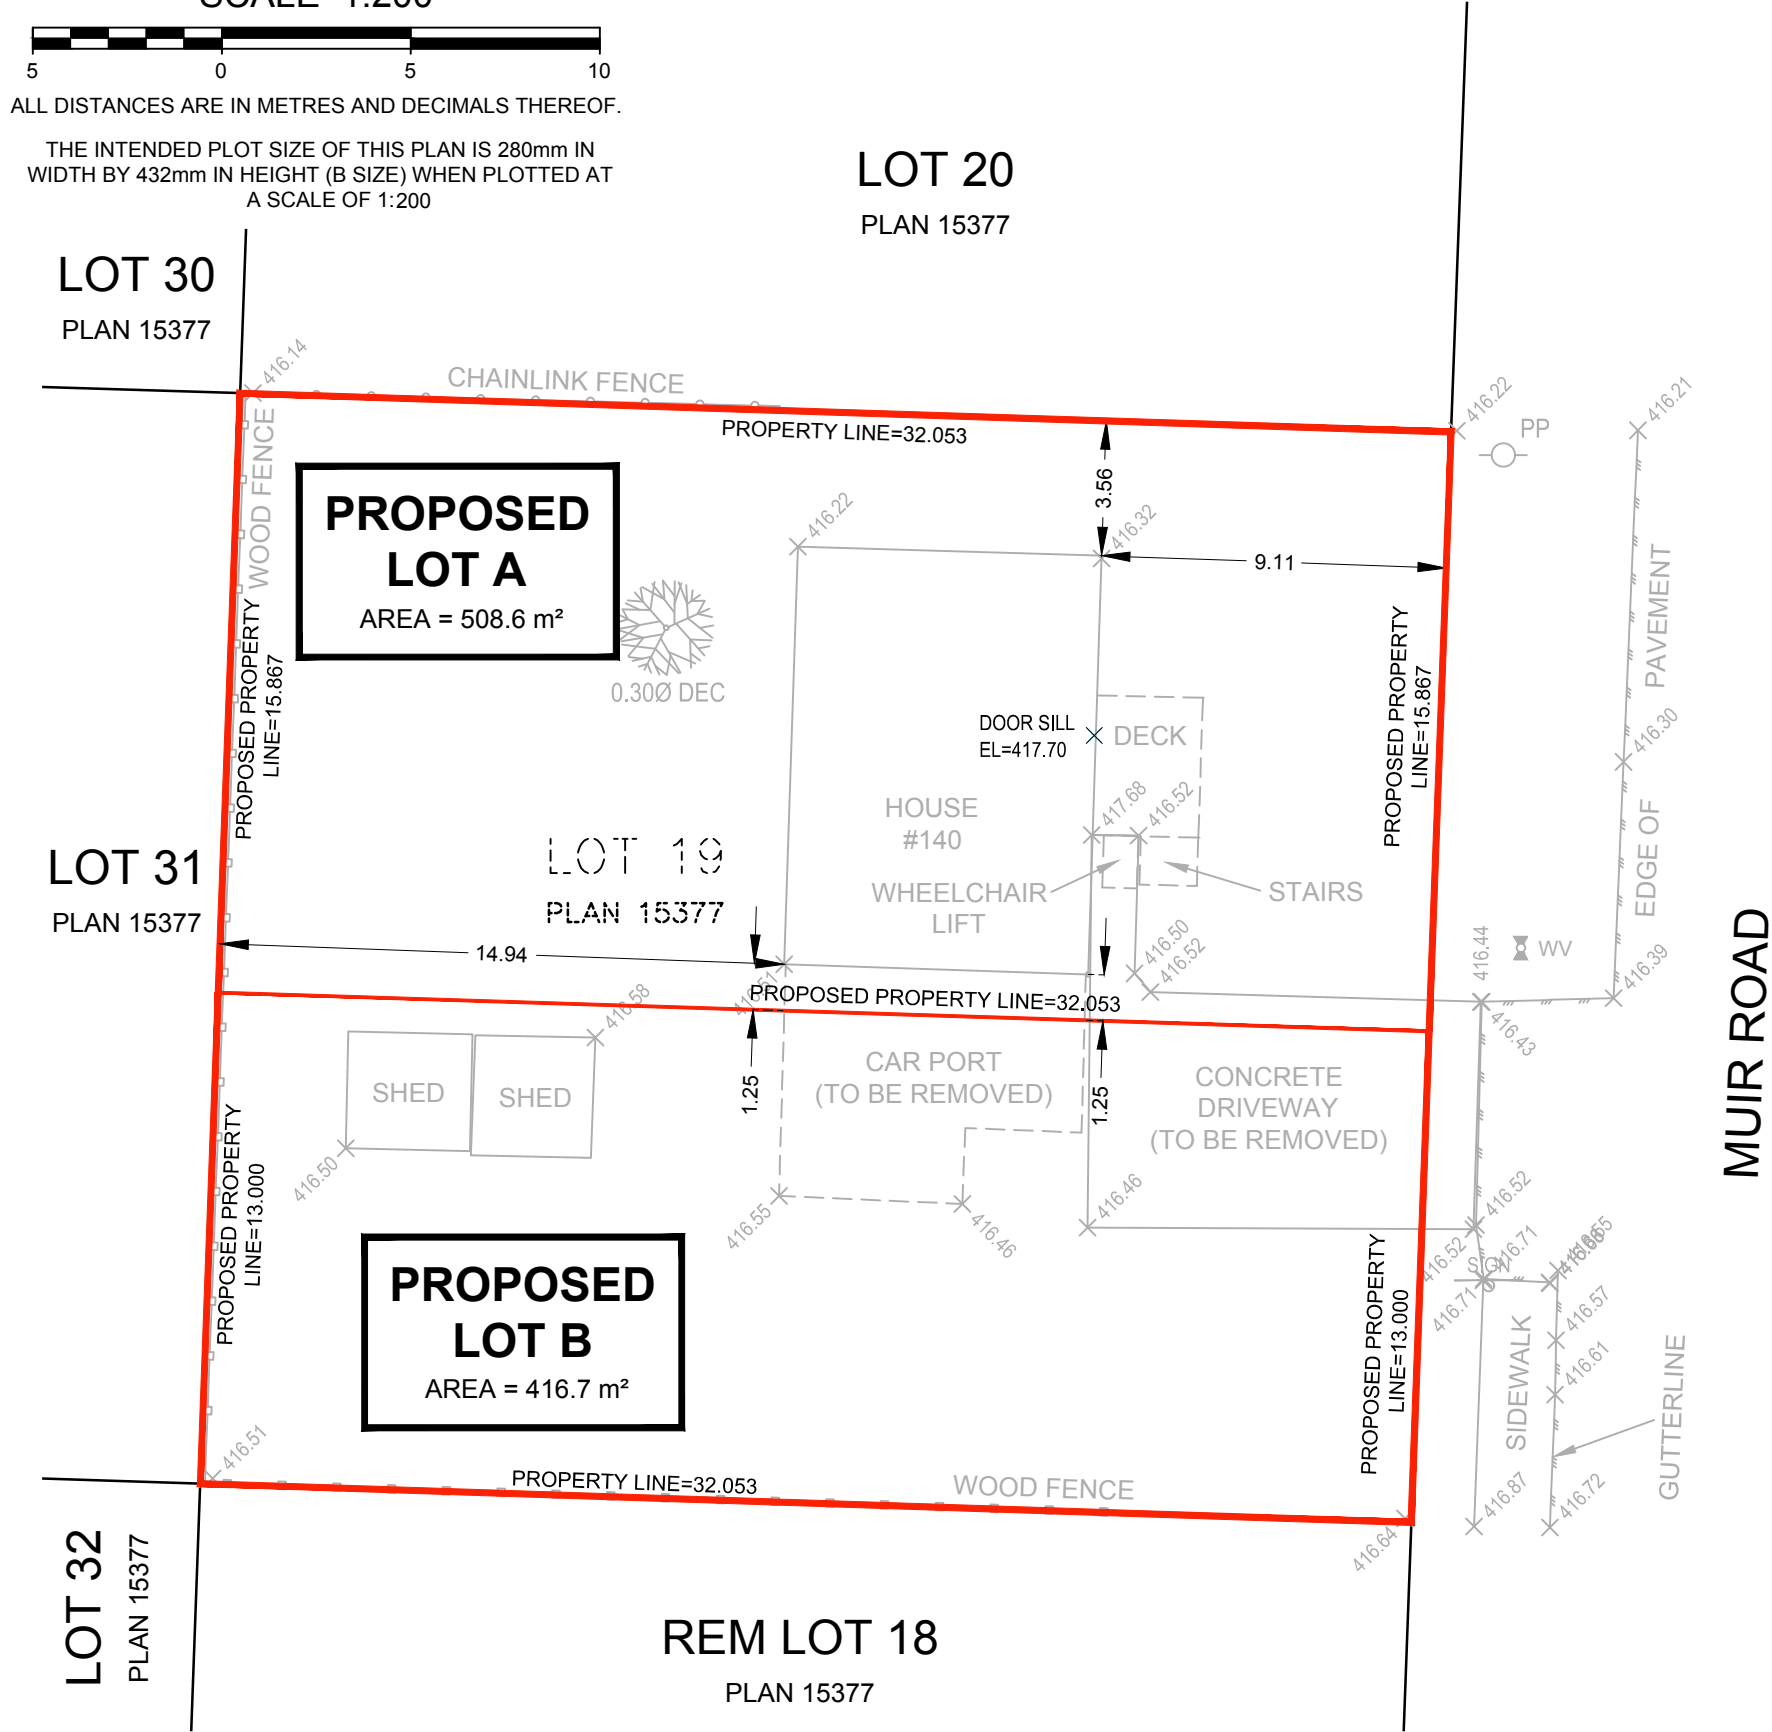 SCALE 1:200
5 0 5 10
ALL DISTANCES ARE IN METRES AND DECIMALS THEREOF.
THE INTENDED PLOT SIZE OF THIS PLAN IS 280mm IN
WIDTH BY 432mm IN HEIGHT (B SIZE) WHEN PLOTTED AT
A SCALE OF 1:200
LOT 20
PLAN 15377
LOT 30
PLAN 15377
416.14
CHAINLINK FENCE
416.22
PP
416.21
PROPERTY LINE=32.053
WOOD FENCE
PROPOSED
LOT A
AREA = 508.6 m²
3.56
416.22
416.32
9.11
PAVEMENT
EDGE OF
PROPOSED PROPERTY
LINE=15.867
0.30Ø DEC
DOOR SILL
EL=417.70
DECK
PROPOSED PROPERTY
LINE=15.867
416.30
HOUSE
#140
417.68
416.52
LOT 19
PLAN 15377
WHEELCHAIR
LIFT
STAIRS
LOT 31
PLAN 15377
14.94
416.50
416.52
416.44
WV
416.39
MUIR ROAD
416.51
PROPOSED PROPERTY LINE=32.053
416.58
416.43
SHED
SHED
1.25
CAR PORT
(TO BE REMOVED)
1.25
CONCRETE
DRIVEWAY
(TO BE REMOVED)
416.50
PROPOSED PROPERTY
LINE=13.000
416.55
416.46
416.46
416.52
416.52
416.71
SIGN
416.71
416.57
416.61
PROPOSED
LOT B
AREA = 416.7 m²
PROPOSED PROPERTY
LINE=13.000
SIDEWALK
GUTTERLINE
416.51
PROPERTY LINE=32.053
WOOD FENCE
416.64
416.87
416.72
LOT 32
PLAN 15377
REM LOT 18
PLAN 15377